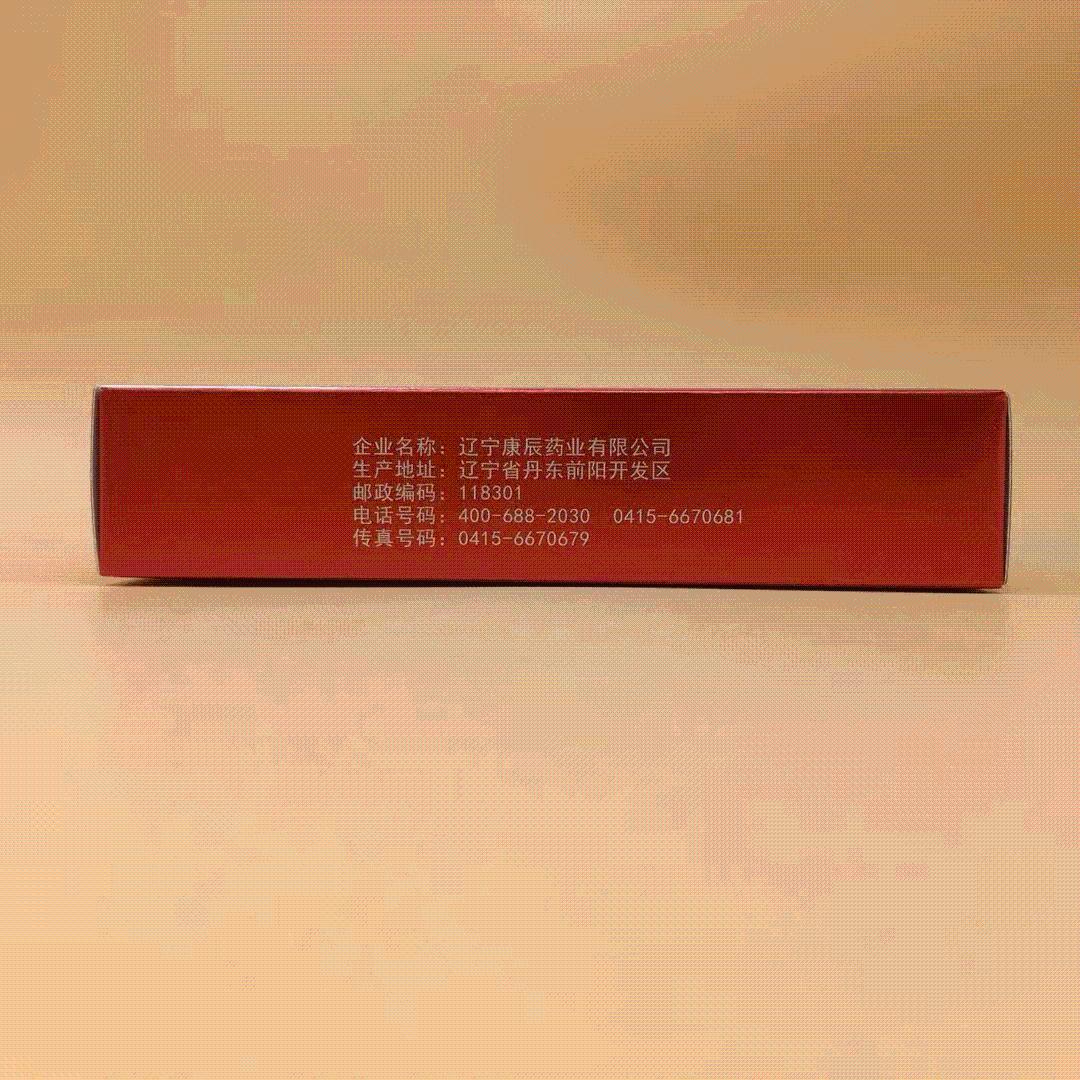 企业名称：辽宁康辰药业有限公司
生产地址：辽宁省丹东前阳开发区
邮政编码：118301
电话号码：400-688-2030  0415-6670681
传真号码：0415-6670679